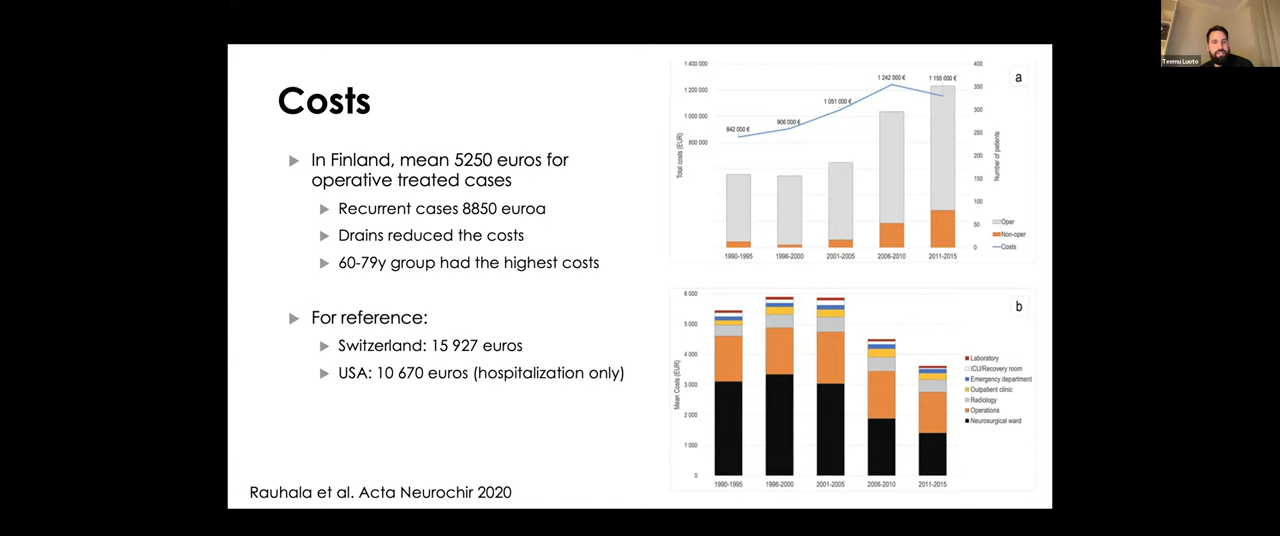 Costs
In Finland, mean 5250 euros for
operative treated cases
Recurrent cases 8850 euroa
Drains reduced the costs
60-79y group had the highest costs
For reference:
Switzerland: 15 927 euros
USA: 10 670 euros (hospitalization only)
Rauhala et al. Acta Neurochir 2020
a
Total costs (EUR)
1 400 000
1 200 000
1 000 000
800 000
842 000 €
906 000 €
1 051 000 €
1 242 000 €
1 155 000 €
400
350
300
250
200
150
100
50
0
Number of patients
Oper
Non-oper
Costs
1990-1995 1996-2000 2001-2005 2006-2010 2011-2015
b
Mean Costs (EUR)
6 000
5 000
4 000
3 000
2 000
1 000
0
Laboratory
ICU/Recovery room
Emergency department
Outpatient clinic
Radiology
Operations
Neurosurgical ward
1990-1995 1996-2000 2001-2005 2006-2010 2011-2015
Teemu Luoto